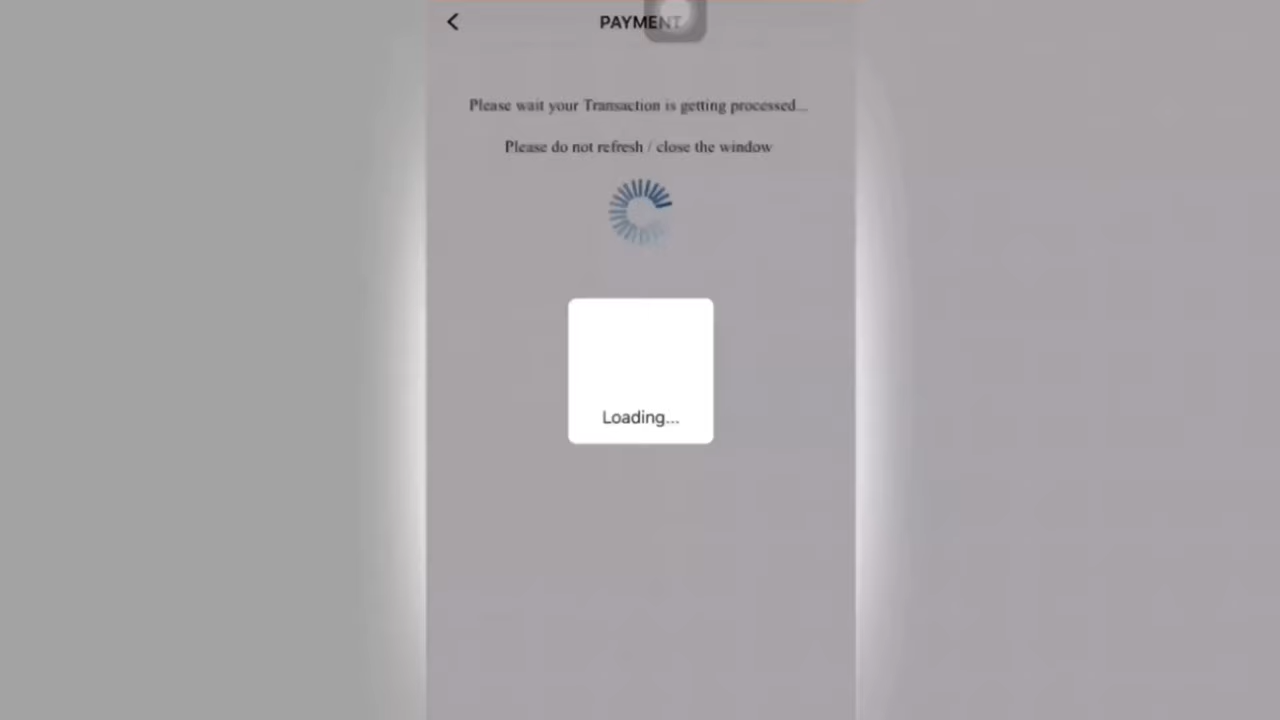 PAYMENT
Please wait your Transaction is getting processed...
Please do not refresh / close the window
Loading...